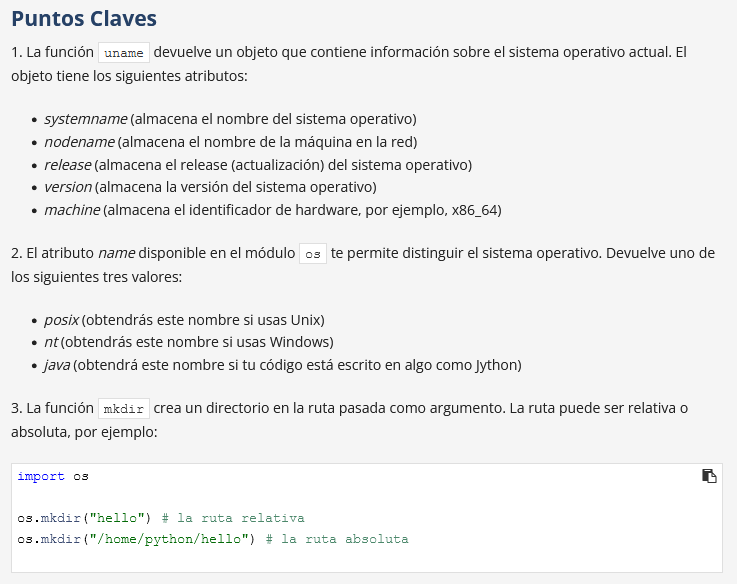 Puntos Claves
1. La función uname devuelve un objeto que contiene información sobre el sistema operativo actual. El
objeto tiene los siguientes atributos:
• systemname (almacena el nombre del sistema operativo)
• nodename (almacena el nombre de la máquina en la red)
• release (almacena el release (actualización) del sistema operativo)
• version (almacena la versión del sistema operativo)
• machine (almacena el identificador de hardware, por ejemplo, x86_64)
2. El atributo name disponible en el módulo os te permite distinguir el sistema operativo. Devuelve uno de
los siguientes tres valores:
• posix (obtendrás este nombre si usas Unix)
• nt (obtendrás este nombre si usas Windows)
• java (obtendrá este nombre si tu código está escrito en algo como Jython)
3. La función mkdir crea un directorio en la ruta pasada como argumento. La ruta puede ser relativa o
absoluta, por ejemplo:
import os
os.mkdir("hello") # la ruta relativa
os.mkdir("/home/python/hello") # la ruta absoluta